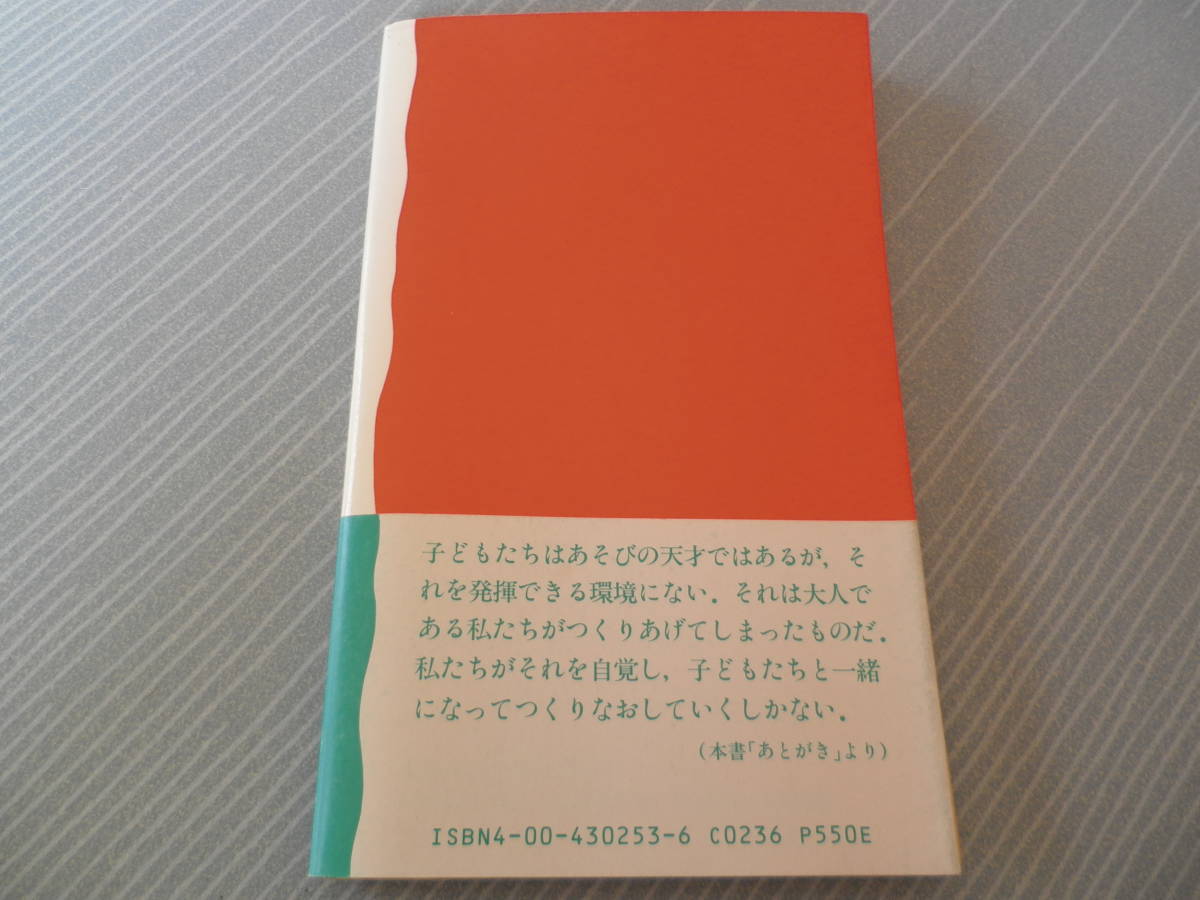 子どもたちはあそびの天才ではあるが，そ
れを発揮できる環境にない．それは大人で
ある私たちがつくりあげてしまったものだ．
私たちがそれを自覚し，子どもたちと一緒
になってつくりなおしていくしかない．
(本書「あとがき」より)
ISBN4-00-430253-6 C0236 P550E